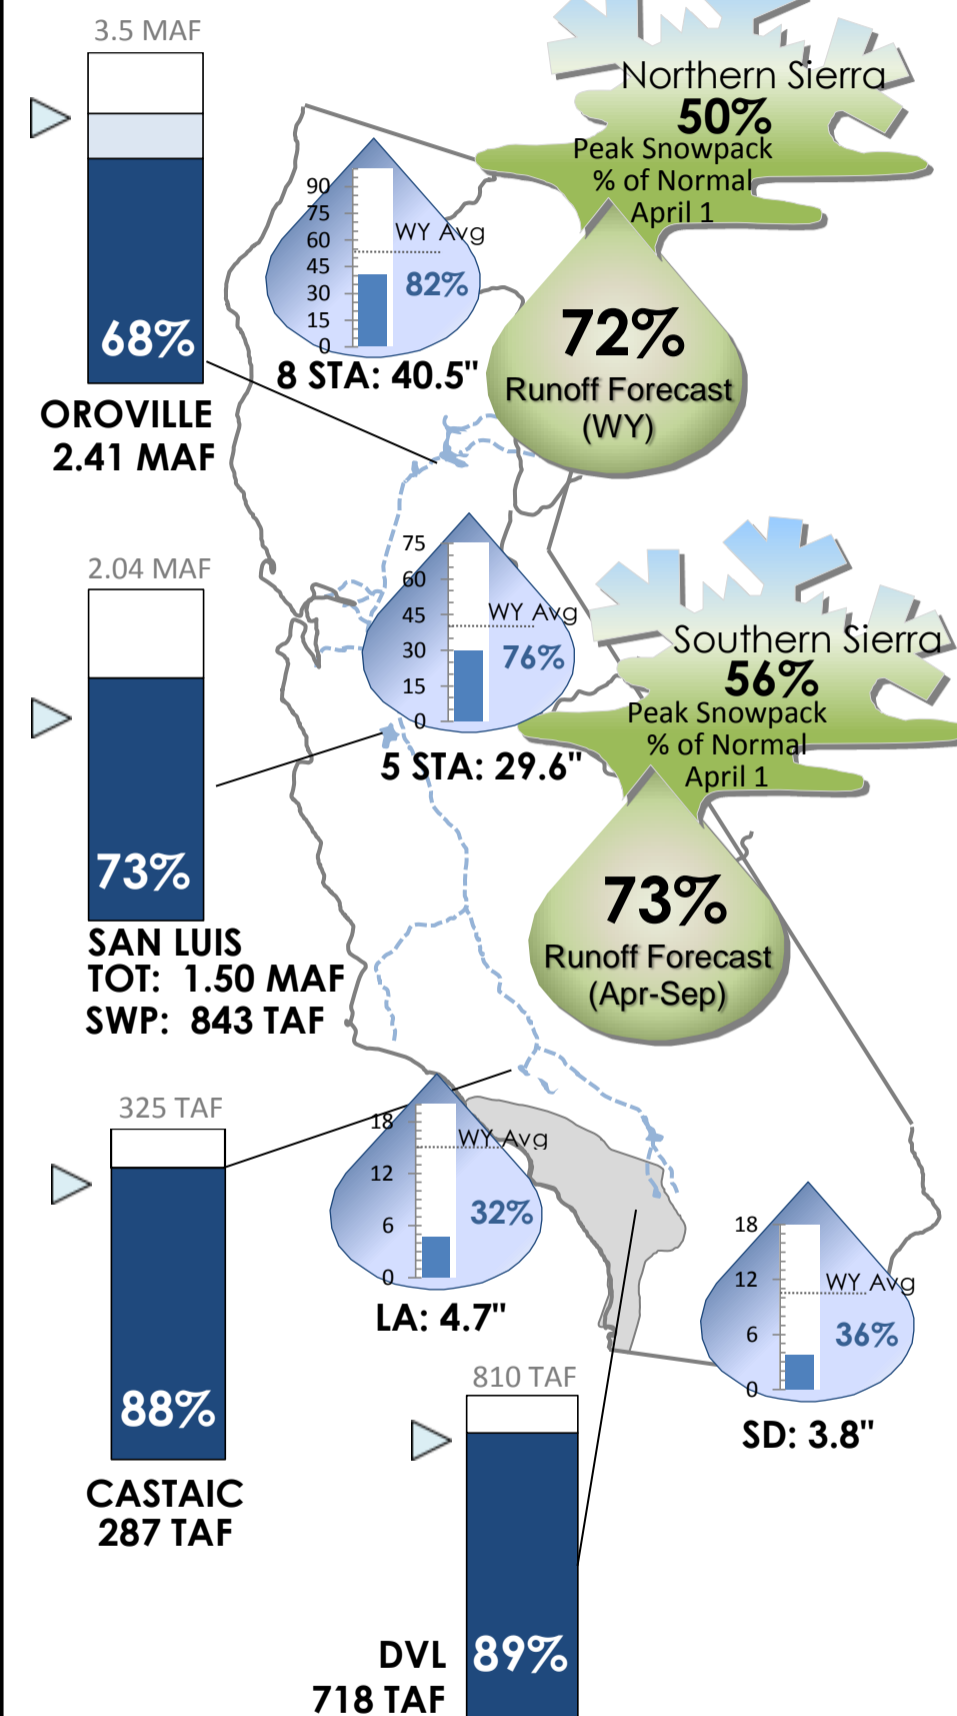 3.5 MAF
68%
OROVILLE
2.41 MAF
Northern Sierra
50%
Peak Snowpack
% of Normal
April 1
72%
Runoff Forecast
(WY)
90
75
60
45
30
15
0
WY Avg
82%
8 STA: 40.5"
2.04 MAF
73%
SAN LUIS
TOT: 1.50 MAF
SWP: 843 TAF
75
60
45
30
15
0
WY Avg
76%
5 STA: 29.6"
Southern Sierra
56%
Peak Snowpack
% of Normal
April 1
73%
Runoff Forecast
(Apr-Sep)
325 TAF
88%
CASTAIC
287 TAF
18
12
6
0
WY Avg
32%
LA: 4.7"
18
12
6
0
WY Avg
36%
SD: 3.8"
810 TAF
89%
DVL
718 TAF